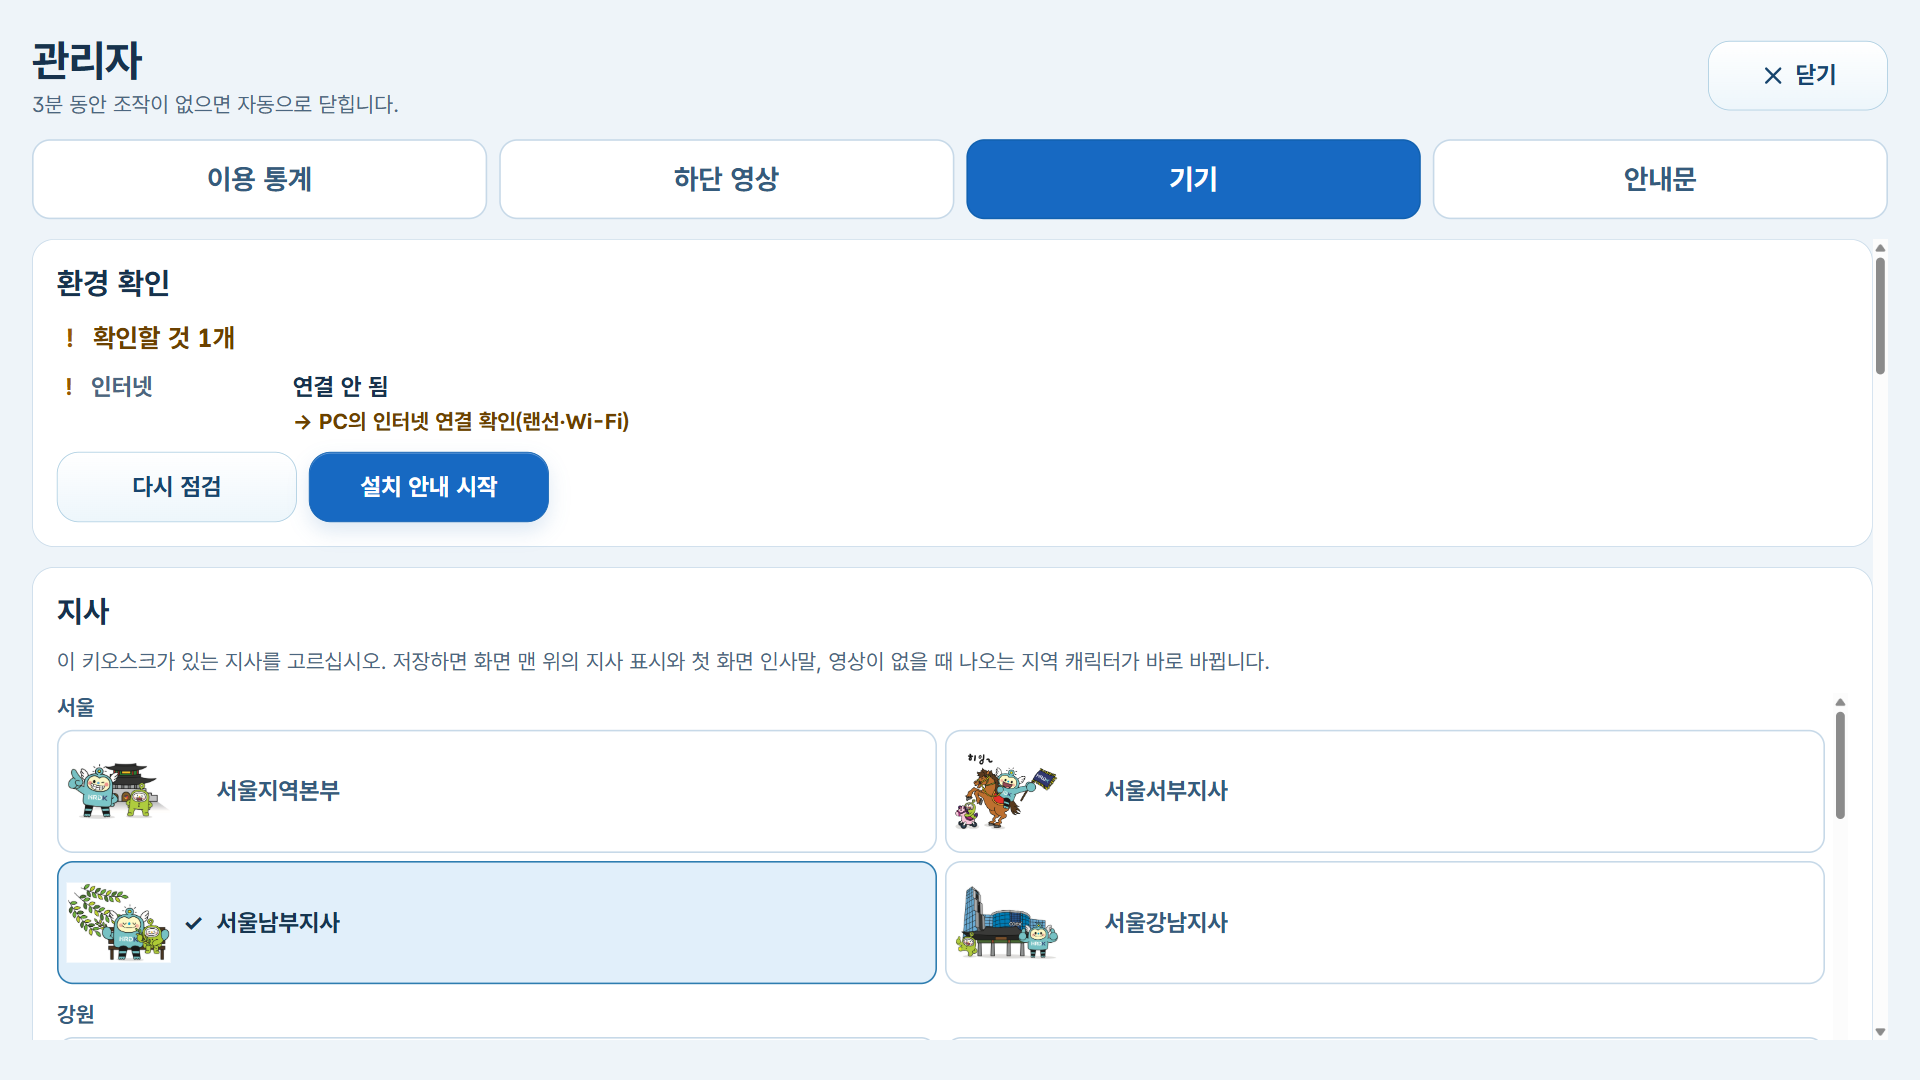 관리자
3분 동안 조작이 없으면 자동으로 닫힙니다.
닫기
이용 통계
하단 영상
기기
안내문
환경 확인
! 확인할 것 1개
! 인터넷 연결 안 됨
→ PC의 인터넷 연결 확인(랜선·Wi-Fi)
다시 점검
설치 안내 시작
지사
이 키오스크가 있는 지사를 고르십시오. 저장하면 화면 맨 위의 지사 표시와 첫 화면 인사말, 영상이 없을 때 나오는 지역 캐릭터가 바로 바뀝니다.
서울
서울지역본부
히잉~
서울서부지사
서울남부지사
서울강남지사
강원